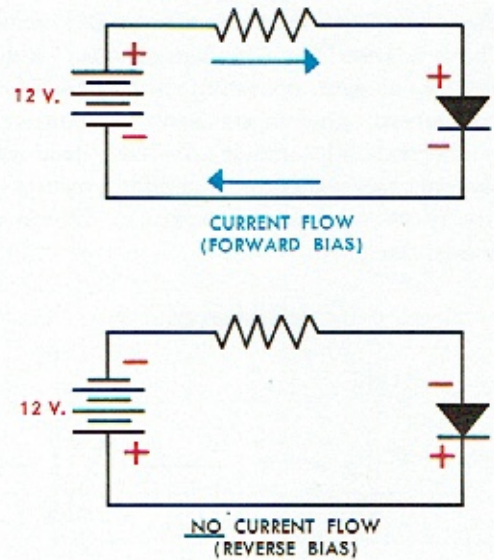 +
+
12 V.
−
−
CURRENT FLOW
(FORWARD BIAS)
−
−
12 V.
+
+
NO CURRENT FLOW
(REVERSE BIAS)